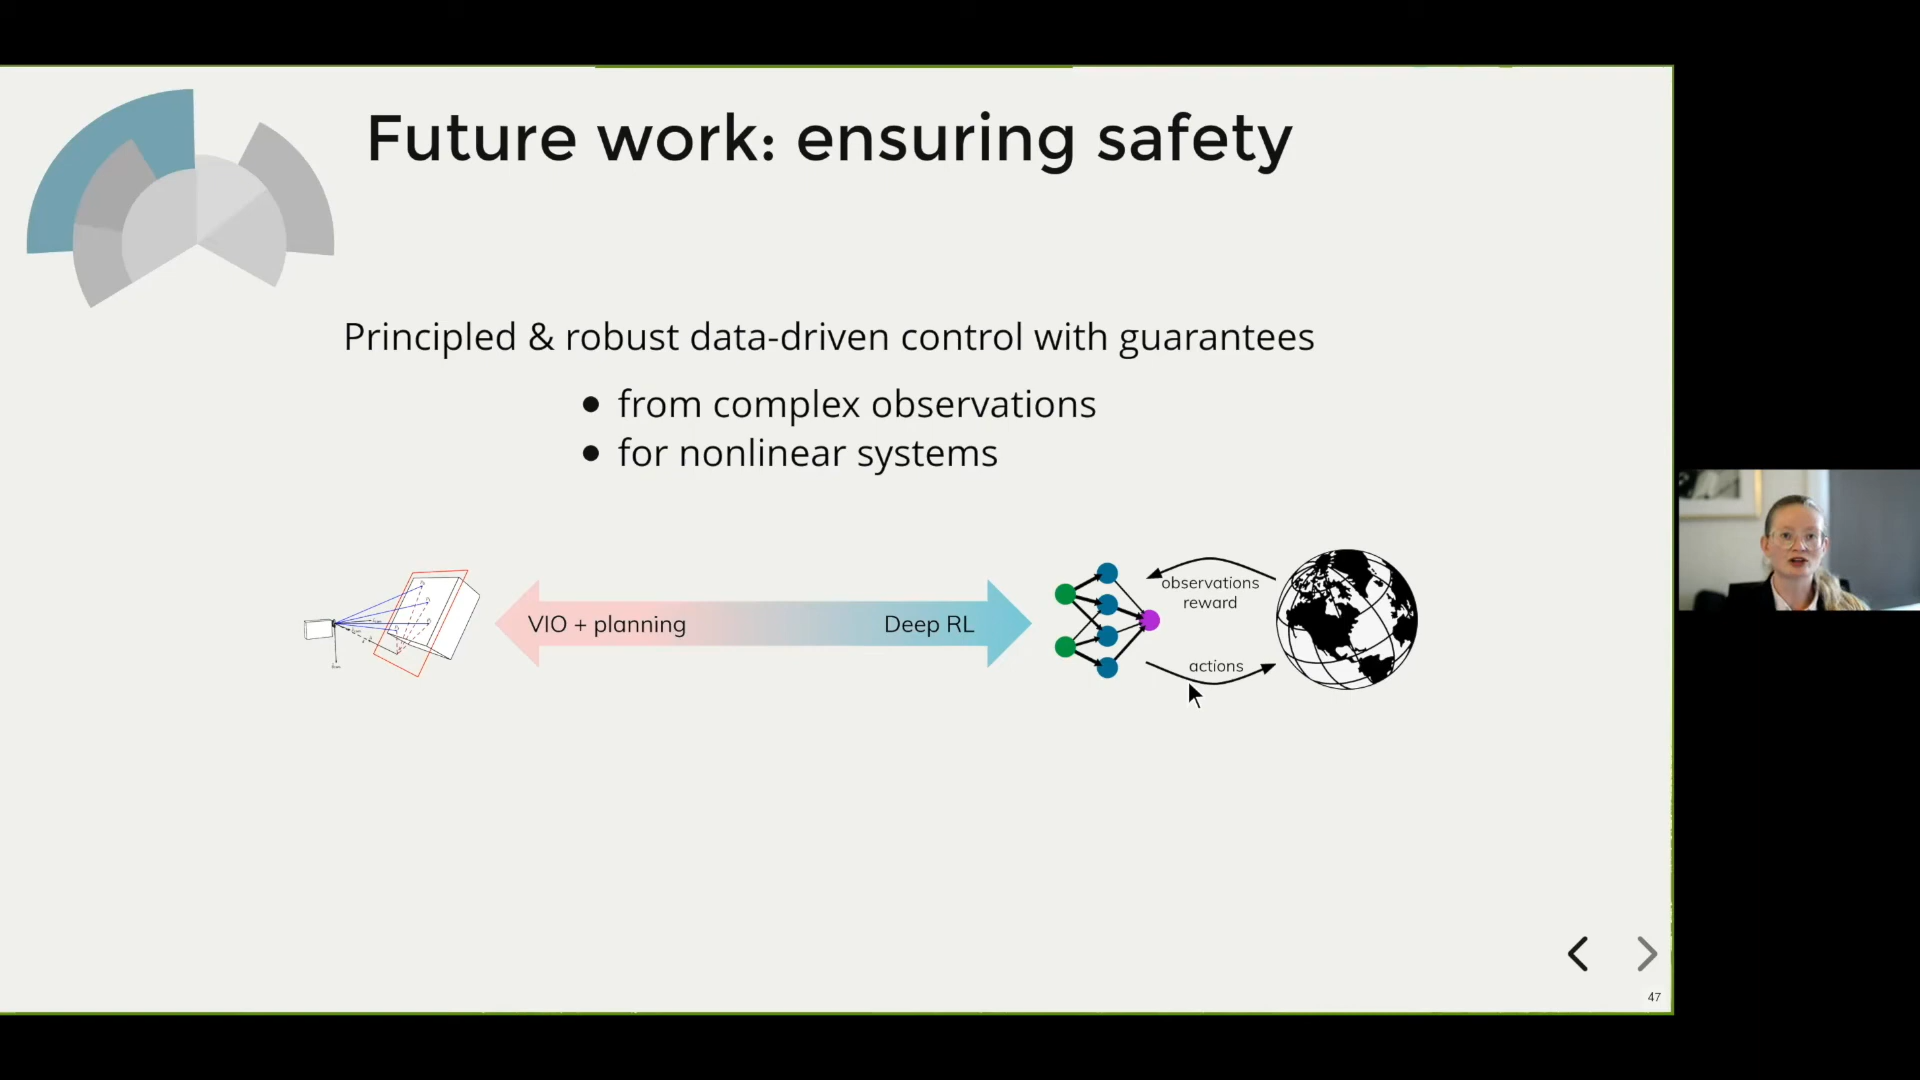 Future work: ensuring safety
Principled & robust data-driven control with guarantees
from complex observations
for nonlinear systems
VIO + planning
Deep RL
observations
reward
actions
47